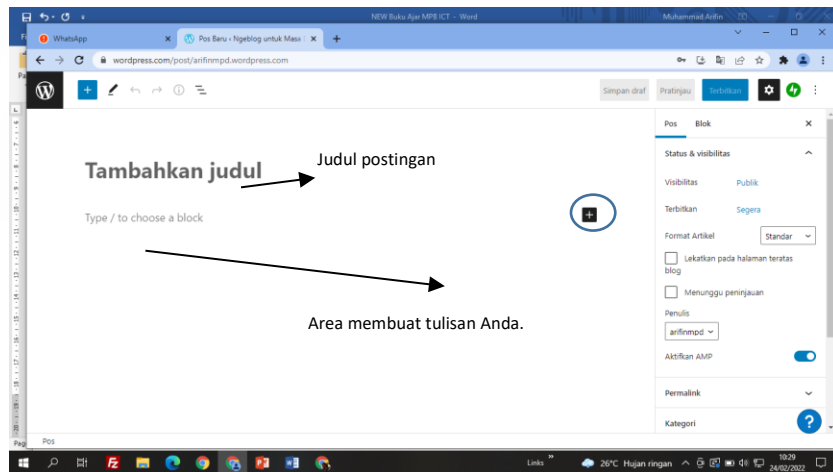 NEW Buku Ajar MPB ICT - Word
Muhammad Arifin
WhatsApp
Pos Baru ‹ Ngeblog untuk Masa
wordpress.com/post/arifinmpd.wordpress.com
Simpan draf
Pratinjau
Terbitkan
Pos
Blok
Status & visibilitas
Tambahkan judul
Judul postingan
Visibilitas
Publik
Type / to choose a block
Terbitkan
Segera
Format Artikel
Standar
Lekatkan pada halaman teratas
blog
Menunggu peninjauan
Area membuat tulisan Anda.
Penulis
arifinmpd
Aktifkan AMP
Permalink
Kategori
Pos
Links
26°C Hujan ringan
10:29
24/02/2022